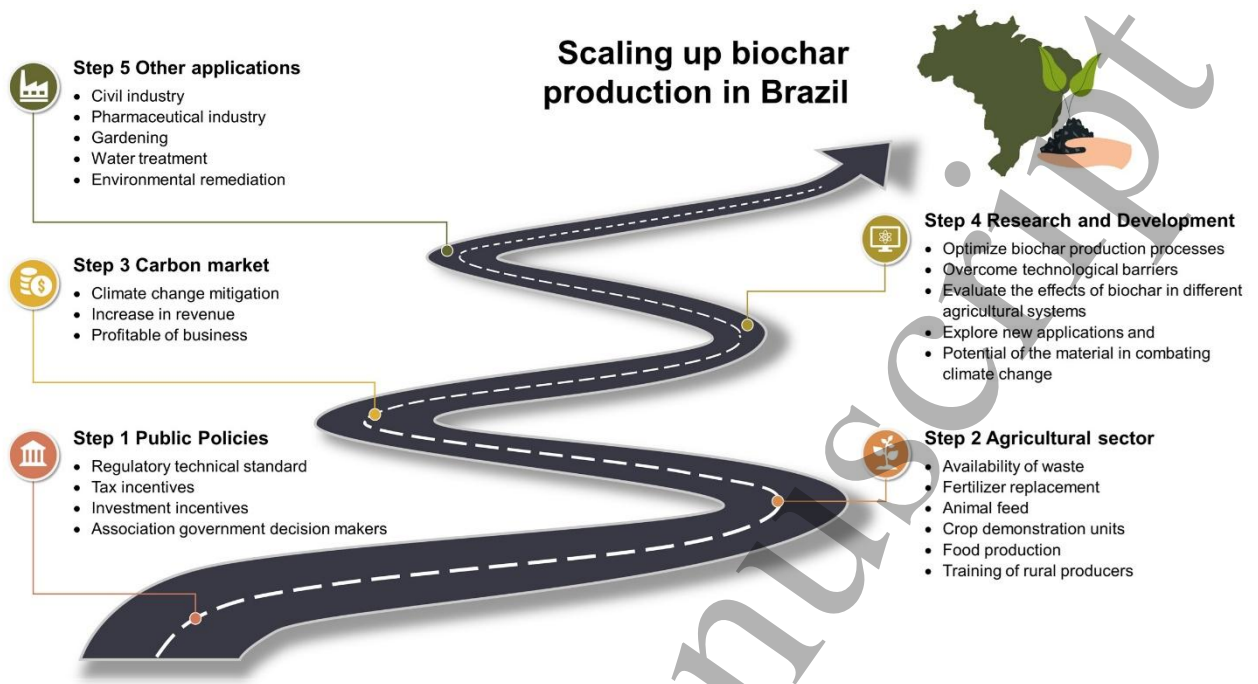 Scaling up biochar
production in Brazil
Step 5 Other applications
• Civil industry
• Pharmaceutical industry
• Gardening
• Water treatment
• Environmental remediation
Step 4 Research and Development
• Optimize biochar production processes
• Overcome technological barriers
• Evaluate the effects of biochar in different
agricultural systems
• Explore new applications and
• Potential of the material in combating
climate change
Step 3 Carbon market
• Climate change mitigation
• Increase in revenue
• Profitable of business
Step 1 Public Policies
• Regulatory technical standard
• Tax incentives
• Investment incentives
• Association government decision makers
Step 2 Agricultural sector
• Availability of waste
• Fertilizer replacement
• Animal feed
• Crop demonstration units
• Food production
• Training of rural producers
nuscript